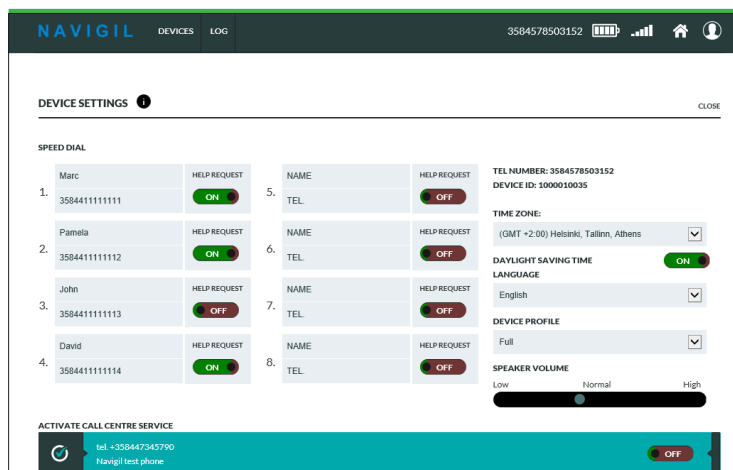 NAVIGIL DEVICES LOG 3584578503152
DEVICE SETTINGS i CLOSE
SPEED DIAL
1. Marc HELP REQUEST
3584411111111 ON
2. Pamela HELP REQUEST
3584411111112 ON
3. John HELP REQUEST
3584411111113 OFF
4. David HELP REQUEST
3584411111114 ON
5. NAME HELP REQUEST
TEL. OFF
6. NAME HELP REQUEST
TEL. OFF
7. NAME HELP REQUEST
TEL. OFF
8. NAME HELP REQUEST
TEL. OFF
TEL NUMBER: 3584578503152
DEVICE ID: 1000010035
TIME ZONE:
(GMT +2:00) Helsinki, Tallinn, Athens
DAYLIGHT SAVING TIME ON
LANGUAGE
English
DEVICE PROFILE
Full
SPEAKER VOLUME
Low Normal High
ACTIVATE CALL CENTRE SERVICE
tel. +358447345790
Navigil test phone OFF